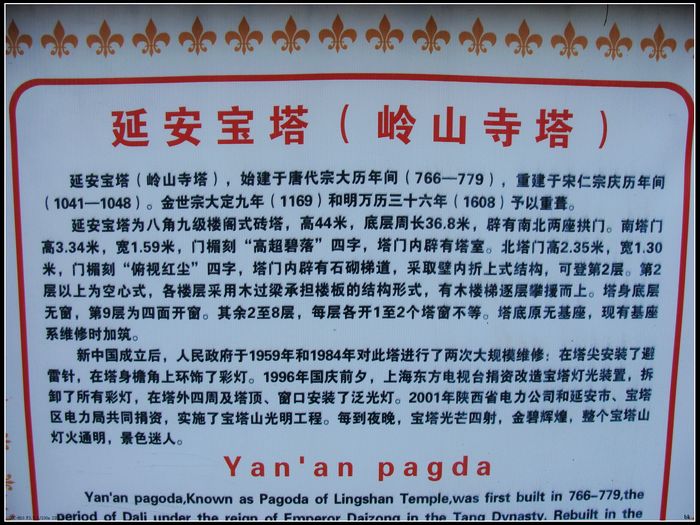 延安宝塔（岭山寺塔）
延安宝塔（岭山寺塔），始建于唐代宗大历年间（766—779），重建于宋仁宗庆历年间
（1041—1048）。金世宗大定九年（1169）和明万历三十六年（1608）予以重葺。
延安宝塔为八角九级楼阁式砖塔，高44米，底层周长36.8米，辟有南北两座拱门。南塔门
高3.34米，宽1.59米，门楣刻“高超碧落”四字，塔门内辟有塔室。北塔门高2.35米，宽1.30
米，门楣刻“俯视红尘”四字，塔门内辟有石砌梯道，采取壁内折上式结构，可登第2层。第2
层以上为空心式，各楼层采用木过梁承担楼板的结构形式，有木楼梯逐层攀援而上。塔身底层
无窗，第9层为四面开窗。其余2至8层，每层各开1至2个塔窗不等。塔底原无基座，现有基座
系维修时加筑。
新中国成立后，人民政府于1959年和1984年对此塔进行了两次大规模维修：在塔尖安装了避
雷针，在塔身檐角上环饰了彩灯。1996年国庆前夕，上海东方电视台捐资改造宝塔灯光装置，拆
卸了所有彩灯，在塔外四周及塔顶、窗口安装了泛光灯。2001年陕西省电力公司和延安市、宝塔
区电力局共同捐资，实施了宝塔山光明工程。每到夜晚，宝塔光芒四射，金碧辉煌，整个宝塔山
灯火通明，景色迷人。
Yan'an pagda
Yan'an pagoda,Known as Pagoda of Lingshan Temple,was first built in 766-779,the
period of Dali under the reign of Emperor Daizong in the Tang Dynasty. Rebuilt in the